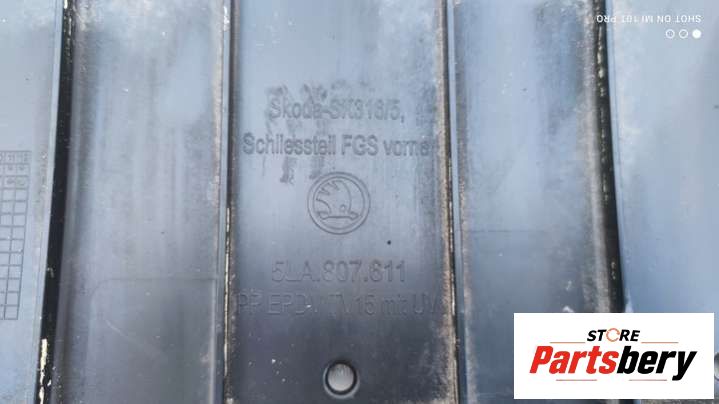 SHOT ON MI 10T PRO
Skoda-SK316/5,
Schliessteil FGS vorne
5LA.807.611
PP EPDM TV15 mit UV
STORE
Partsbery